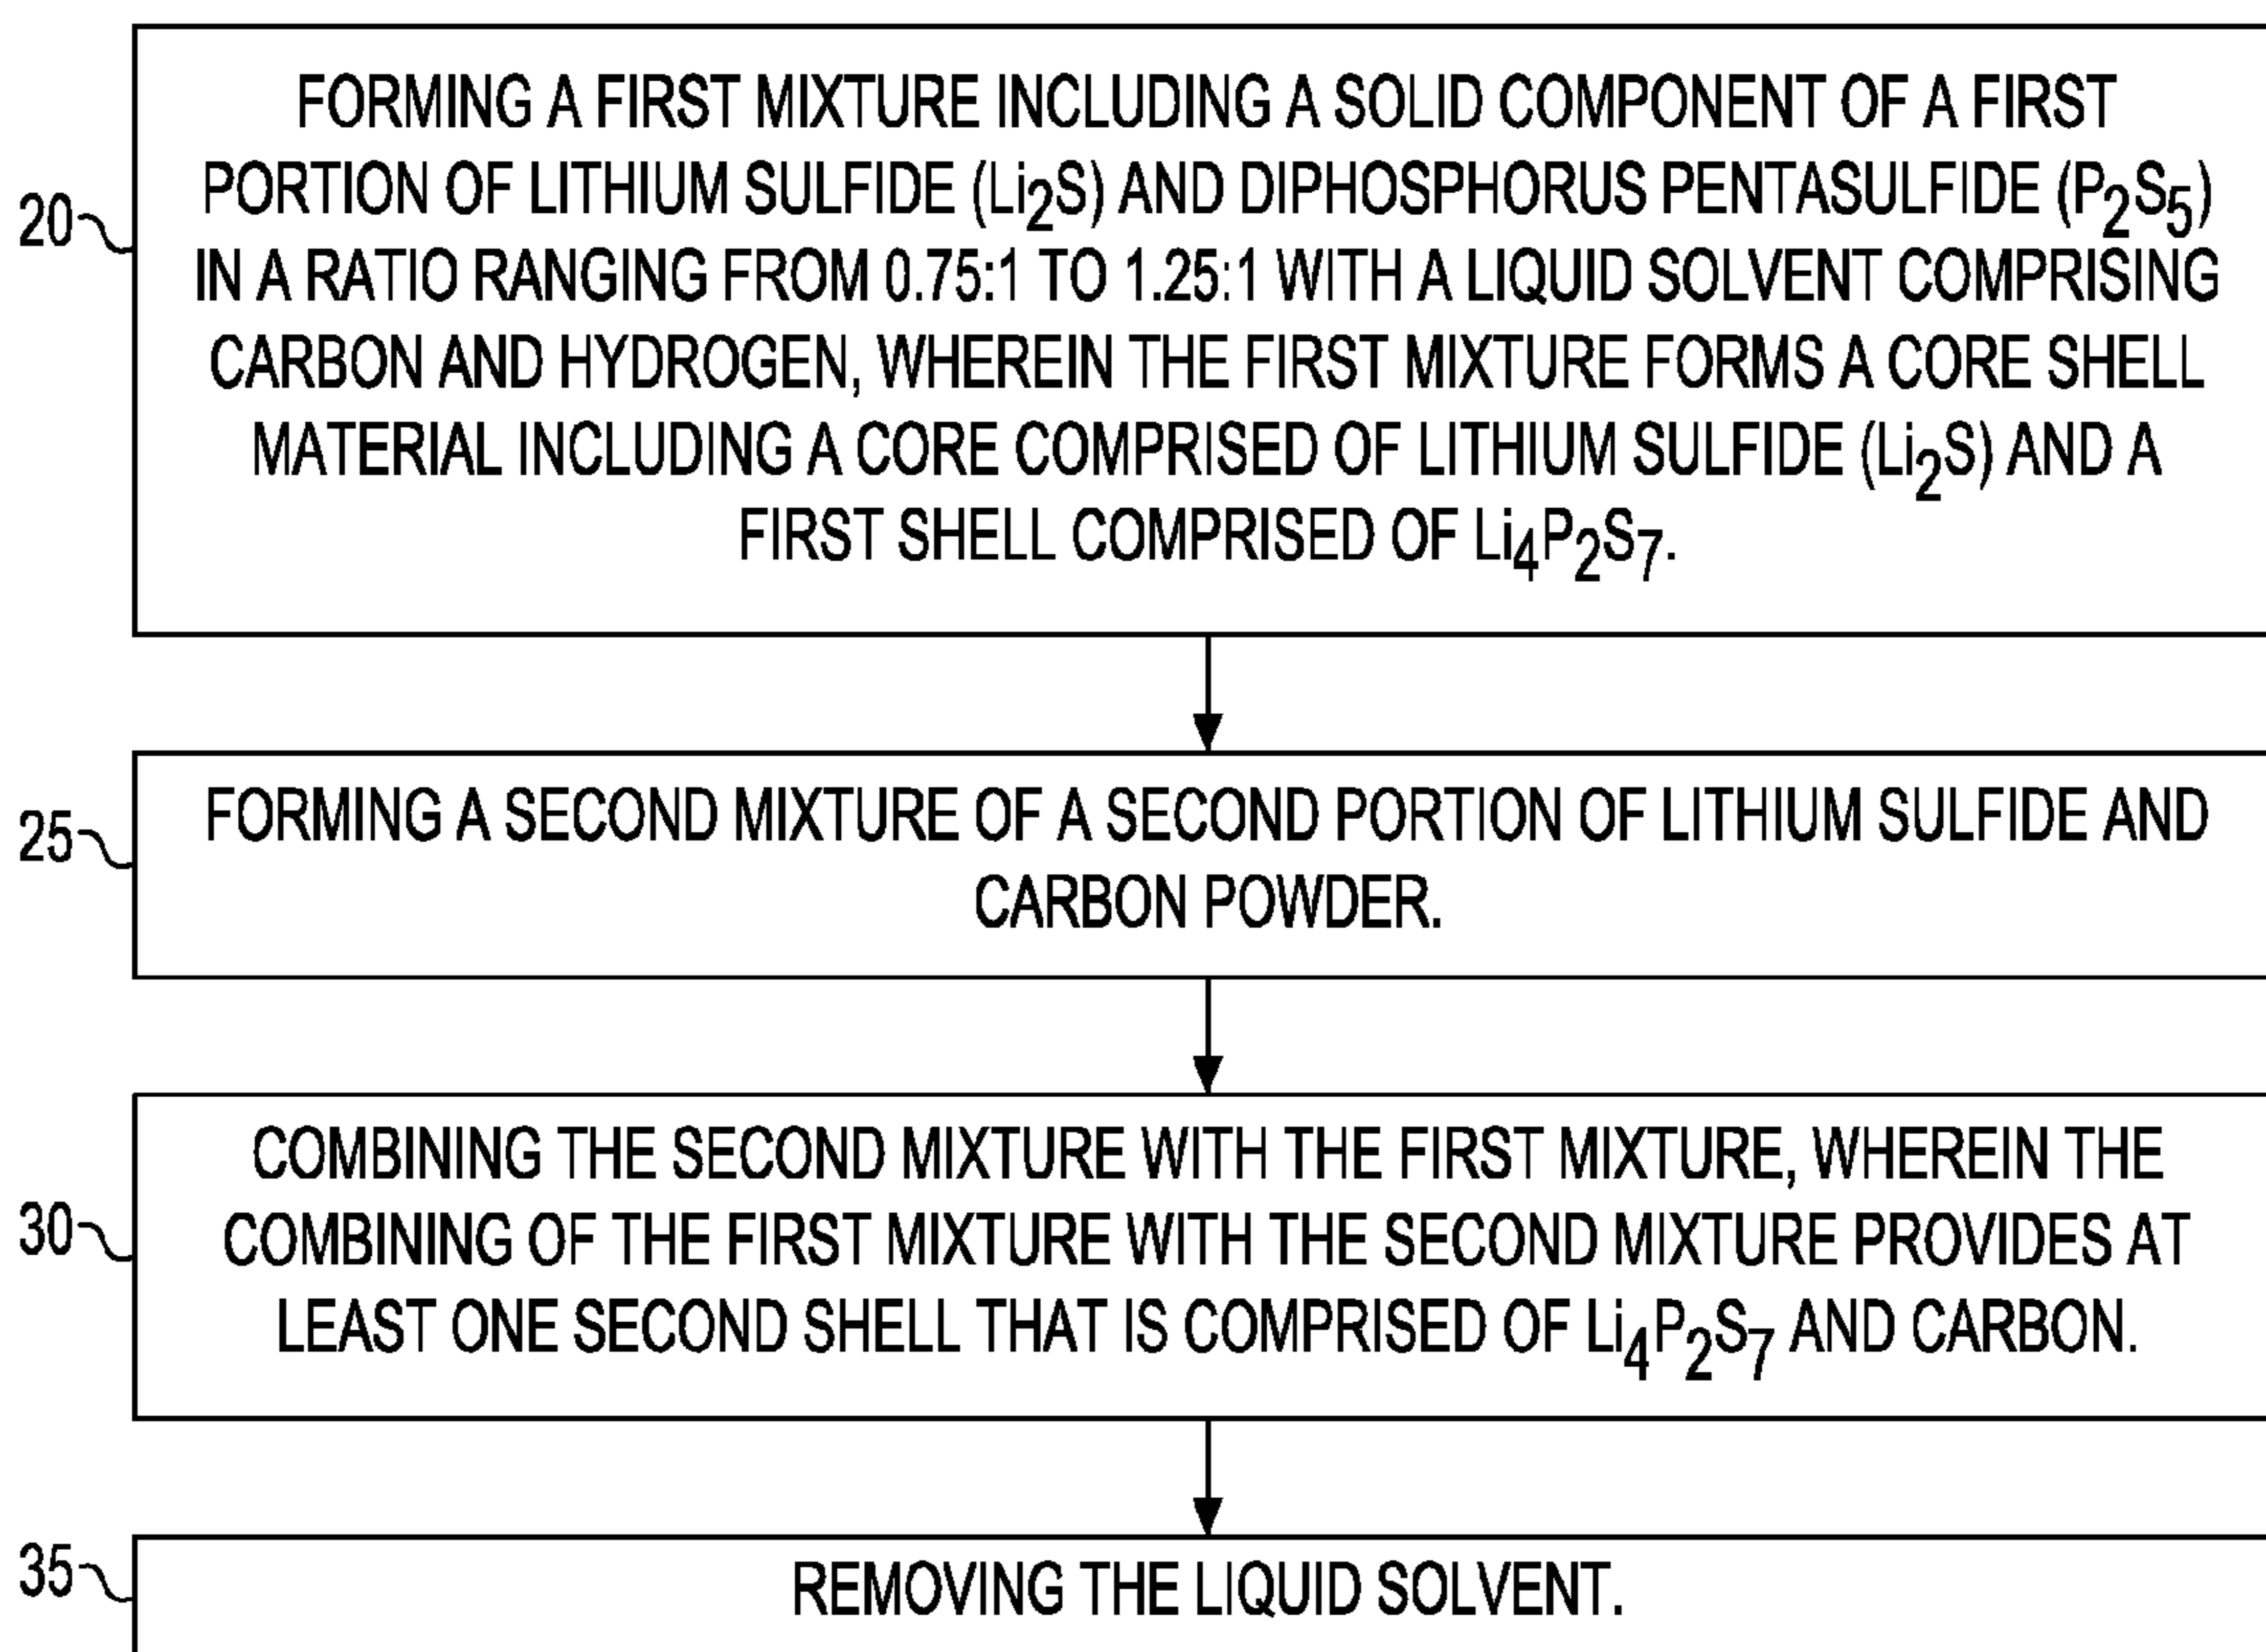 FORMING A FIRST MIXTURE INCLUDING A SOLID COMPONENT OF A FIRST
PORTION OF LITHIUM SULFIDE (Li2S) AND DIPHOSPHORUS PENTASULFIDE (P2S5)
20
IN A RATIO RANGING FROM 0.75:1 TO 1.25:1 WITH A LIQUID SOLVENT COMPRISING
CARBON AND HYDROGEN, WHEREIN THE FIRST MIXTURE FORMS A CORE SHELL
MATERIAL INCLUDING A CORE COMPRISED OF LITHIUM SULFIDE (Li2S) AND A
FIRST SHELL COMPRISED OF Li4P2S7.
25
FORMING A SECOND MIXTURE OF A SECOND PORTION OF LITHIUM SULFIDE AND
CARBON POWDER.
COMBINING THE SECOND MIXTURE WITH THE FIRST MIXTURE, WHEREIN THE
30
COMBINING OF THE FIRST MIXTURE WITH THE SECOND MIXTURE PROVIDES AT
LEAST ONE SECOND SHELL THAT IS COMPRISED OF Li4P2S7 AND CARBON.
35
REMOVING THE LIQUID SOLVENT.